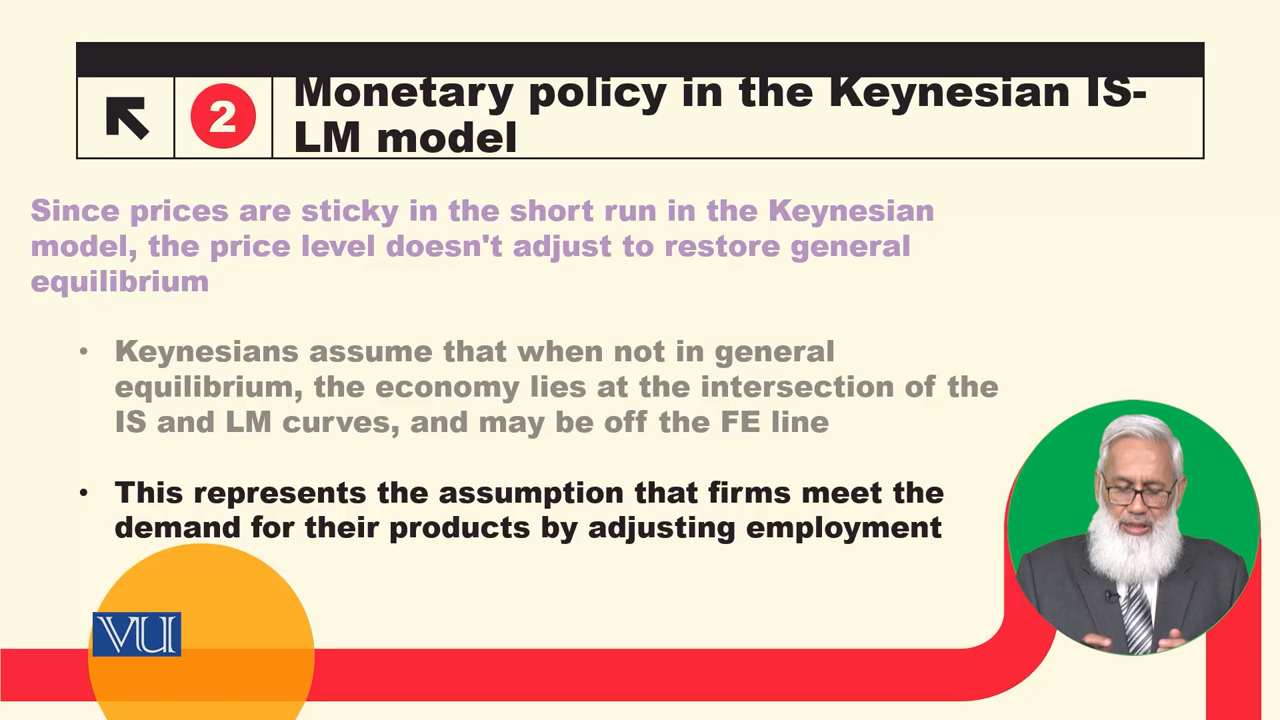 2
Monetary policy in the Keynesian IS-
LM model
Since prices are sticky in the short run in the Keynesian
model, the price level doesn't adjust to restore general
equilibrium
• Keynesians assume that when not in general
equilibrium, the economy lies at the intersection of the
IS and LM curves, and may be off the FE line
• This represents the assumption that firms meet the
demand for their products by adjusting employment
VU